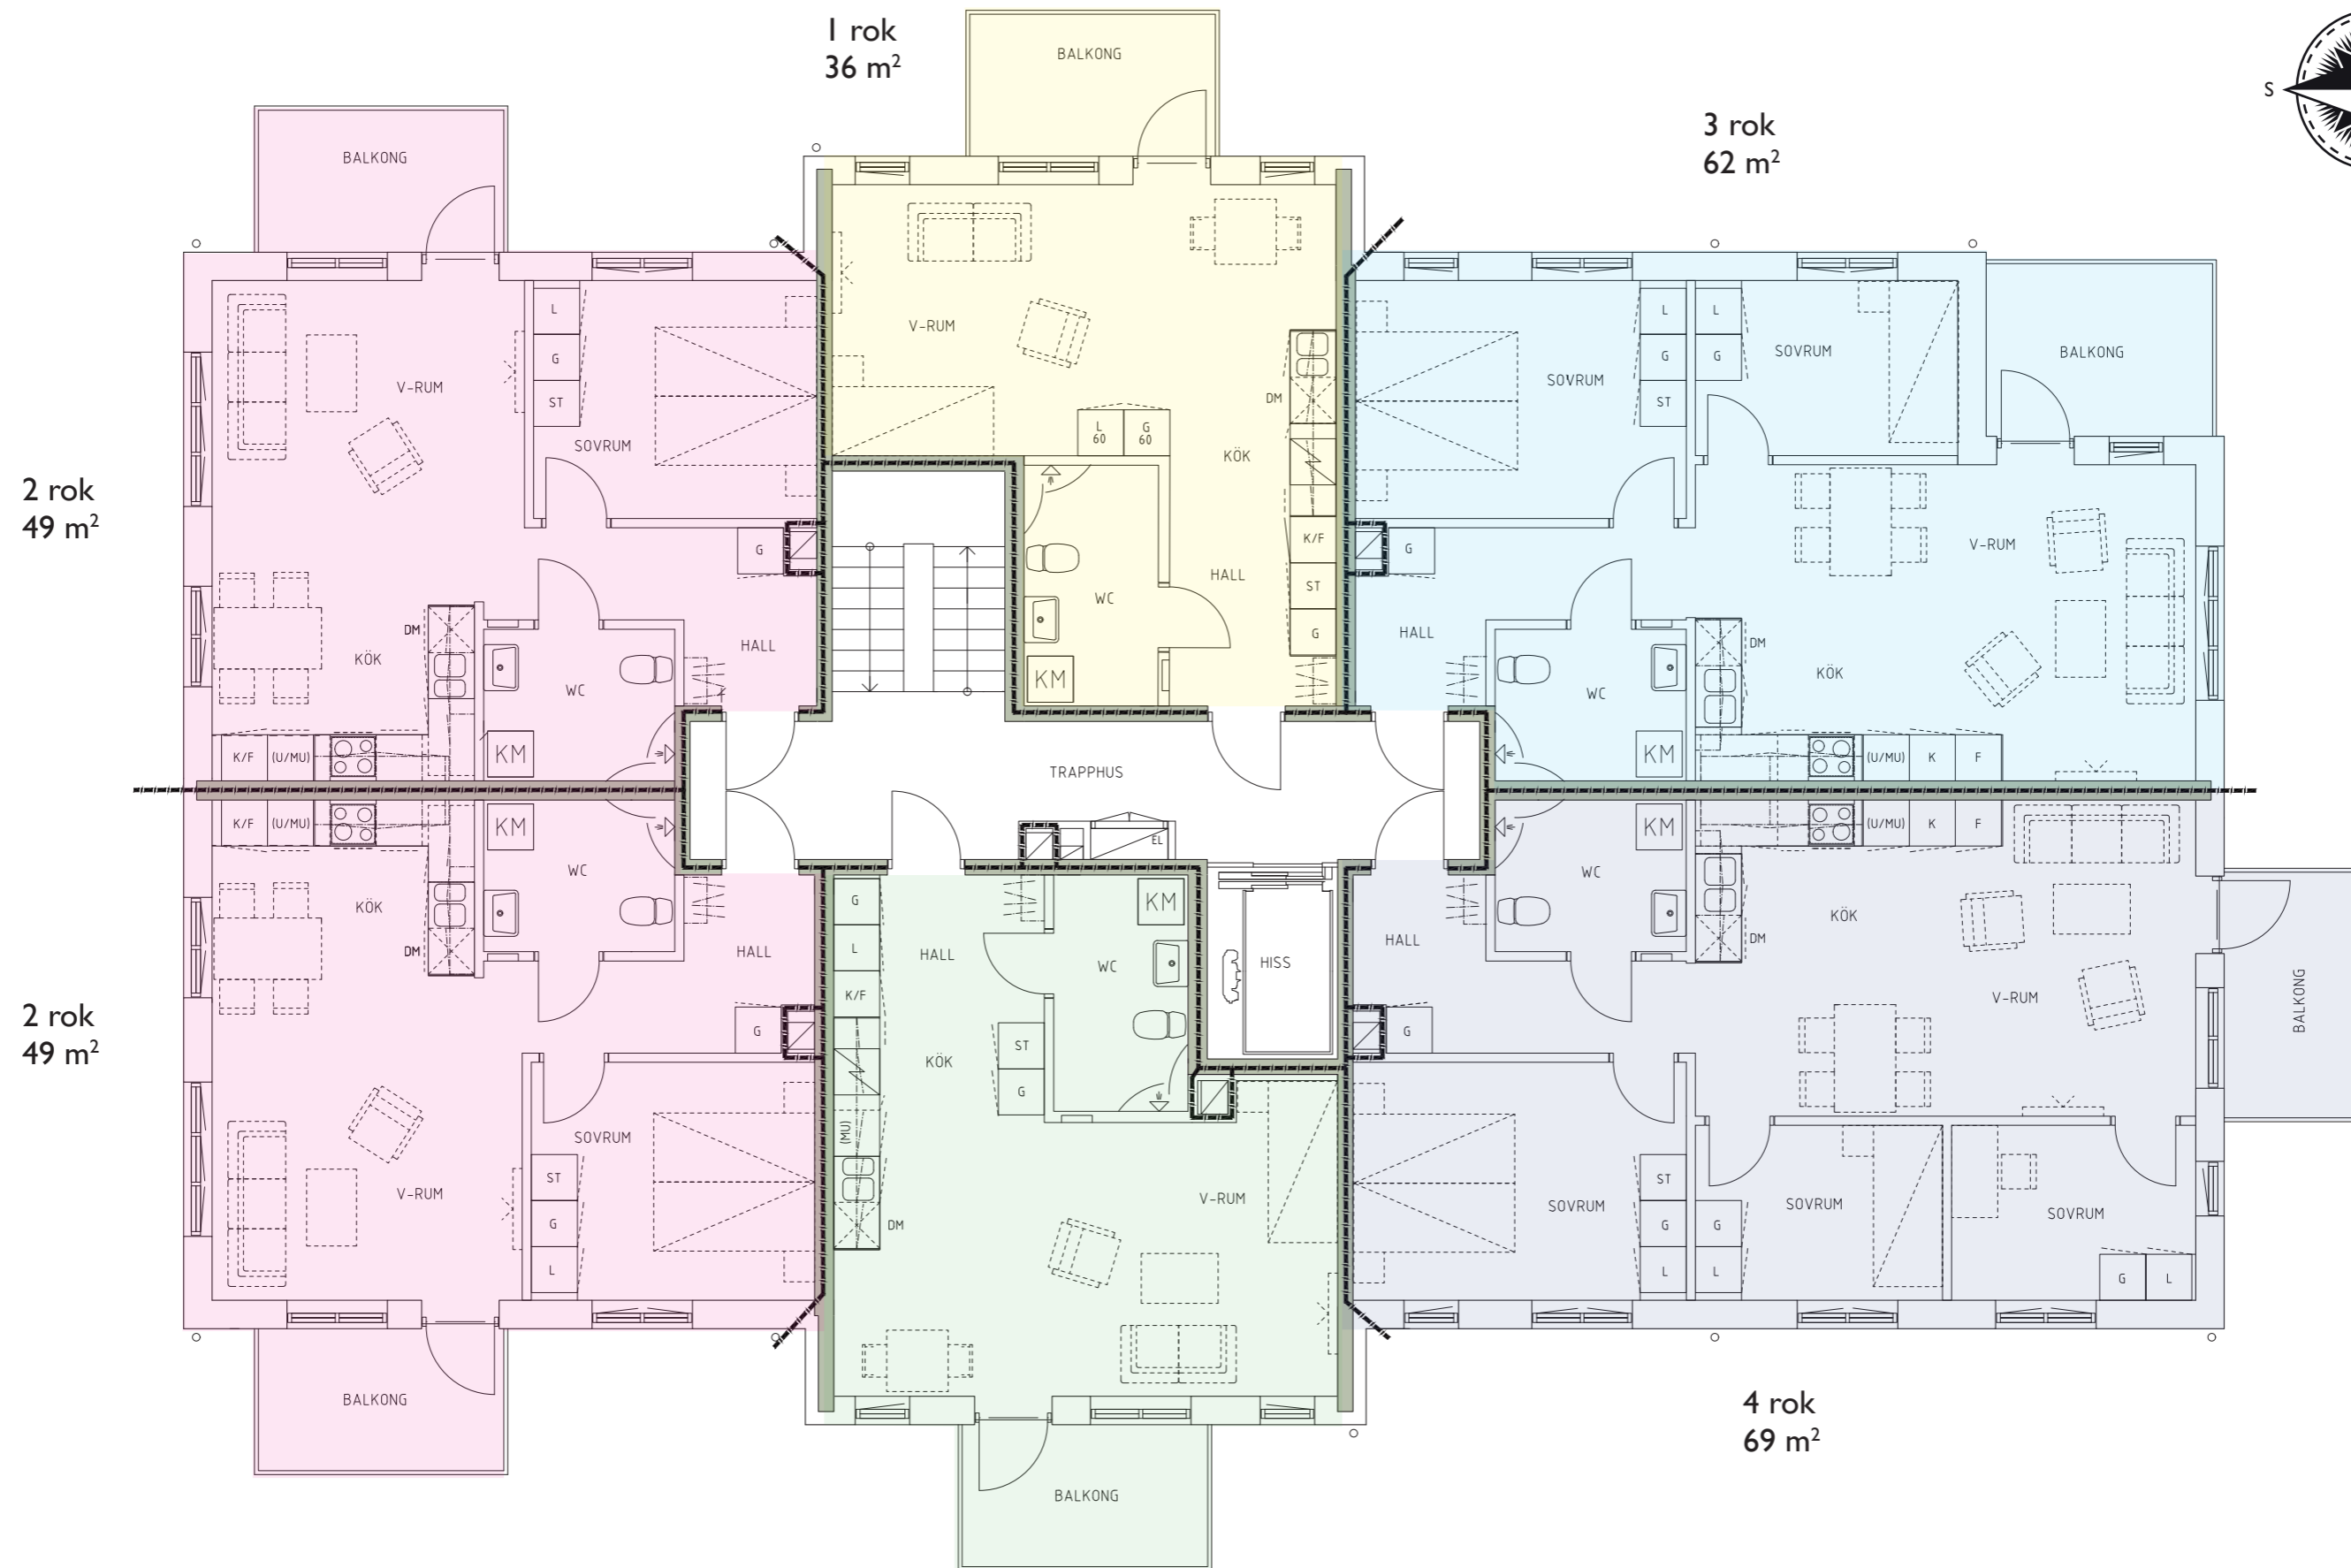 1 rok
36 m²
BALKONG
S
3 rok
62 m²
BALKONG
2 rok
49 m²
V-RUM
L
G
ST
SOVRUM
G
DM
KÖK
HALL
WC
KM
K/F
(U/MU)
V-RUM
L
60
G
60
DM
KÖK
K/F
ST
G
HALL
WC
KM
SOVRUM
L
G
ST
L
G
SOVRUM
BALKONG
G
V-RUM
HALL
WC
KM
DM
KÖK
(U/MU)
K
F
TRAPPHUS
EL
HISS
2 rok
49 m²
K/F
(U/MU)
KM
WC
KÖK
DM
HALL
G
SOVRUM
ST
G
L
V-RUM
BALKONG
G
L
K/F
HALL
KM
WC
KÖK
ST
G
(MU)
DM
V-RUM
BALKONG
KM
(U/MU)
K
F
WC
KÖK
DM
HALL
G
V-RUM
BALKONG
SOVRUM
ST
G
L
G
L
SOVRUM
SOVRUM
G
L
4 rok
69 m²